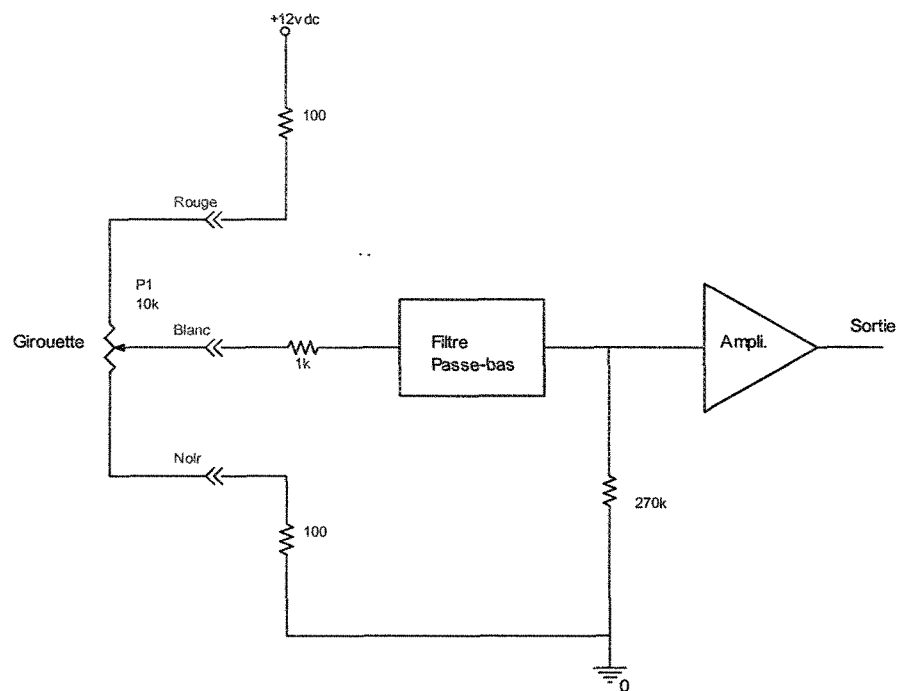 +12v dc
100
Rouge
P1
10k
Girouette
Blanc
1k
Filtre
Passe-bas
Ampli.
Sortie
Noir
100
270k
0